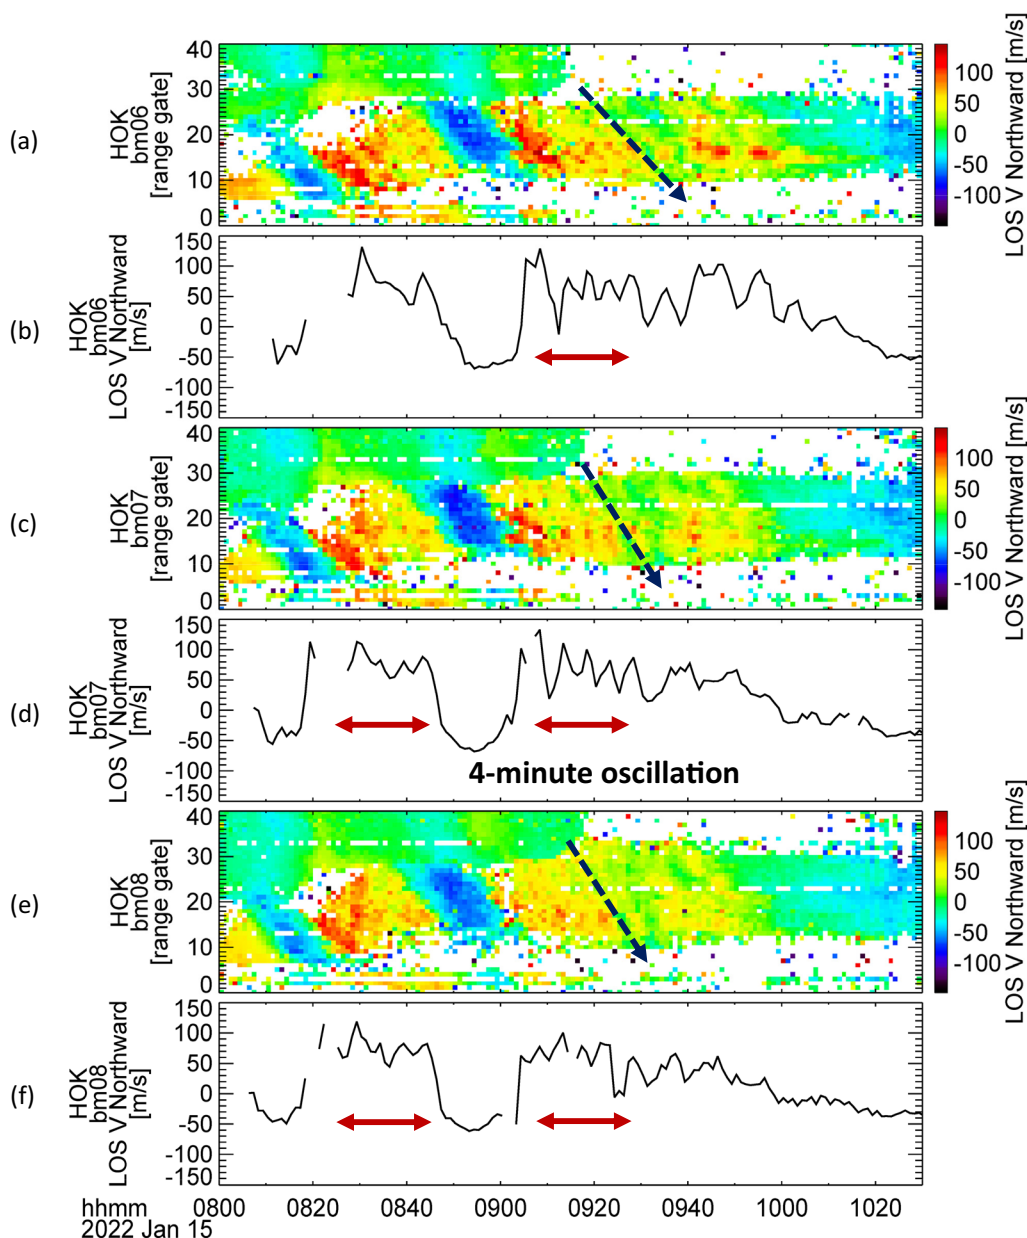 (a)
HOK
bm06
[range gate]
40
30
20
10
0
100
50
0
-50
-100
LOS V Northward [m/s]
(b)
HOK
bm06
LOS V Northward
[m/s]
150
100
50
0
-50
-100
-150
(c)
HOK
bm07
[range gate]
40
30
20
10
0
100
50
0
-50
-100
LOS V Northward [m/s]
(d)
HOK
bm07
LOS V Northward
[m/s]
150
100
50
0
-50
-100
-150
4-minute oscillation
(e)
HOK
bm08
[range gate]
40
30
20
10
0
100
50
0
-50
-100
LOS V Northward [m/s]
(f)
HOK
bm08
LOS V Northward
[m/s]
150
100
50
0
-50
-100
-150
0800 0820 0840 0900 0920 0940 1000 1020
hhmm
2022 Jan 15